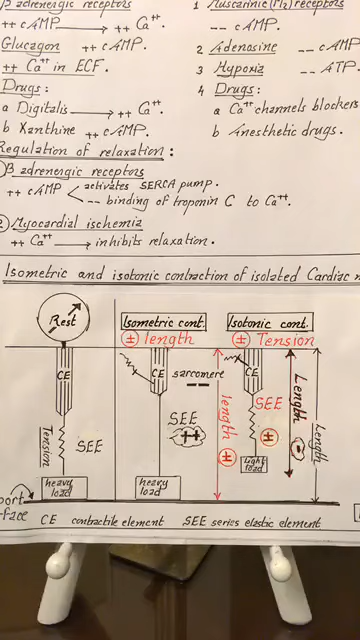 β adrenergic receptors
++ cAMP → ++ Ca++.
Glucagon ++ cAMP.
++ Ca++ in ECF.
Drugs:
a Digitalis → ++ Ca++.
b Xanthine ++ cAMP.
1 Muscarinic (M2) receptors
-- cAMP.
2 Adenosine -- cAMP
3 Hypoxia -- ATP.
4 Drugs:
a Ca++ channels blockers
b Anesthetic drugs.
Regulation of relaxation:
β adrenergic receptors
++ cAMP activates SERCA pump.
-- binding of troponin C to Ca++.
2 Myocardial ischemia
++ Ca++ → inhibits relaxation.
Isometric and isotonic contraction of isolated Cardiac
Rest
CE
Tension
SEE
heavy load
Isometric cont.
± length
CE
sarcomere
--
SEE
++
heavy load
length
±
Isotonic cont.
± Tension
CE
SEE
±
Light load
Length
-
Length
CE contractile element SEE series elastic element